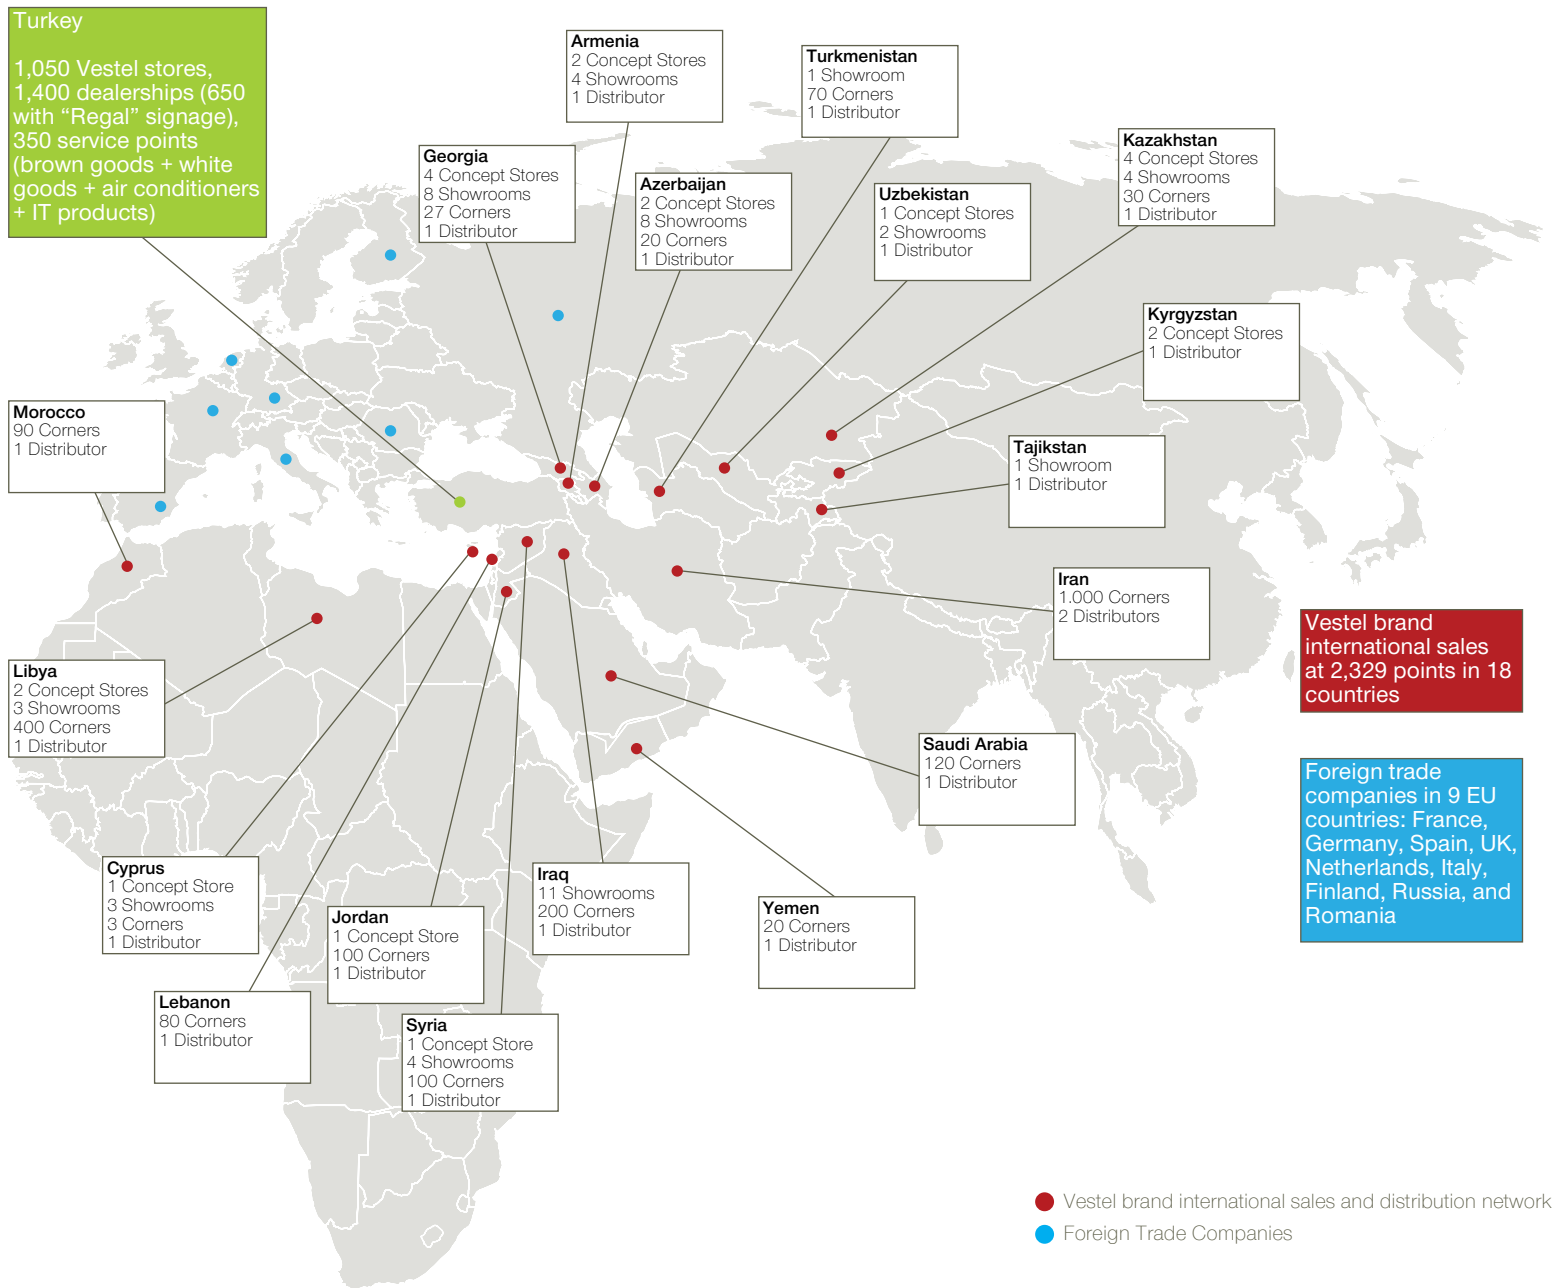 Turkey
1,050 Vestel stores,
1,400 dealerships (650
with “Regal” signage),
350 service points
(brown goods + white
goods + air conditioners
+ IT products)
Armenia
2 Concept Stores
4 Showrooms
1 Distributor
Turkmenistan
1 Showroom
70 Corners
1 Distributor
Kazakhstan
4 Concept Stores
4 Showrooms
30 Corners
1 Distributor
Georgia
4 Concept Stores
8 Showrooms
27 Corners
1 Distributor
Azerbaijan
2 Concept Stores
8 Showrooms
20 Corners
1 Distributor
Uzbekistan
1 Concept Stores
2 Showrooms
1 Distributor
Kyrgyzstan
2 Concept Stores
1 Distributor
Morocco
90 Corners
1 Distributor
Tajikstan
1 Showroom
1 Distributor
Iran
1.000 Corners
2 Distributors
Vestel brand
international sales
at 2,329 points in 18
countries
Libya
2 Concept Stores
3 Showrooms
400 Corners
1 Distributor
Saudi Arabia
120 Corners
1 Distributor
Foreign trade
companies in 9 EU
countries: France,
Germany, Spain, UK,
Netherlands, Italy,
Finland, Russia, and
Romania
Cyprus
1 Concept Store
3 Showrooms
3 Corners
1 Distributor
Iraq
11 Showrooms
200 Corners
1 Distributor
Yemen
20 Corners
1 Distributor
Jordan
1 Concept Store
100 Corners
1 Distributor
Lebanon
80 Corners
1 Distributor
Syria
1 Concept Store
4 Showrooms
100 Corners
1 Distributor
Vestel brand international sales and distribution network
Foreign Trade Companies